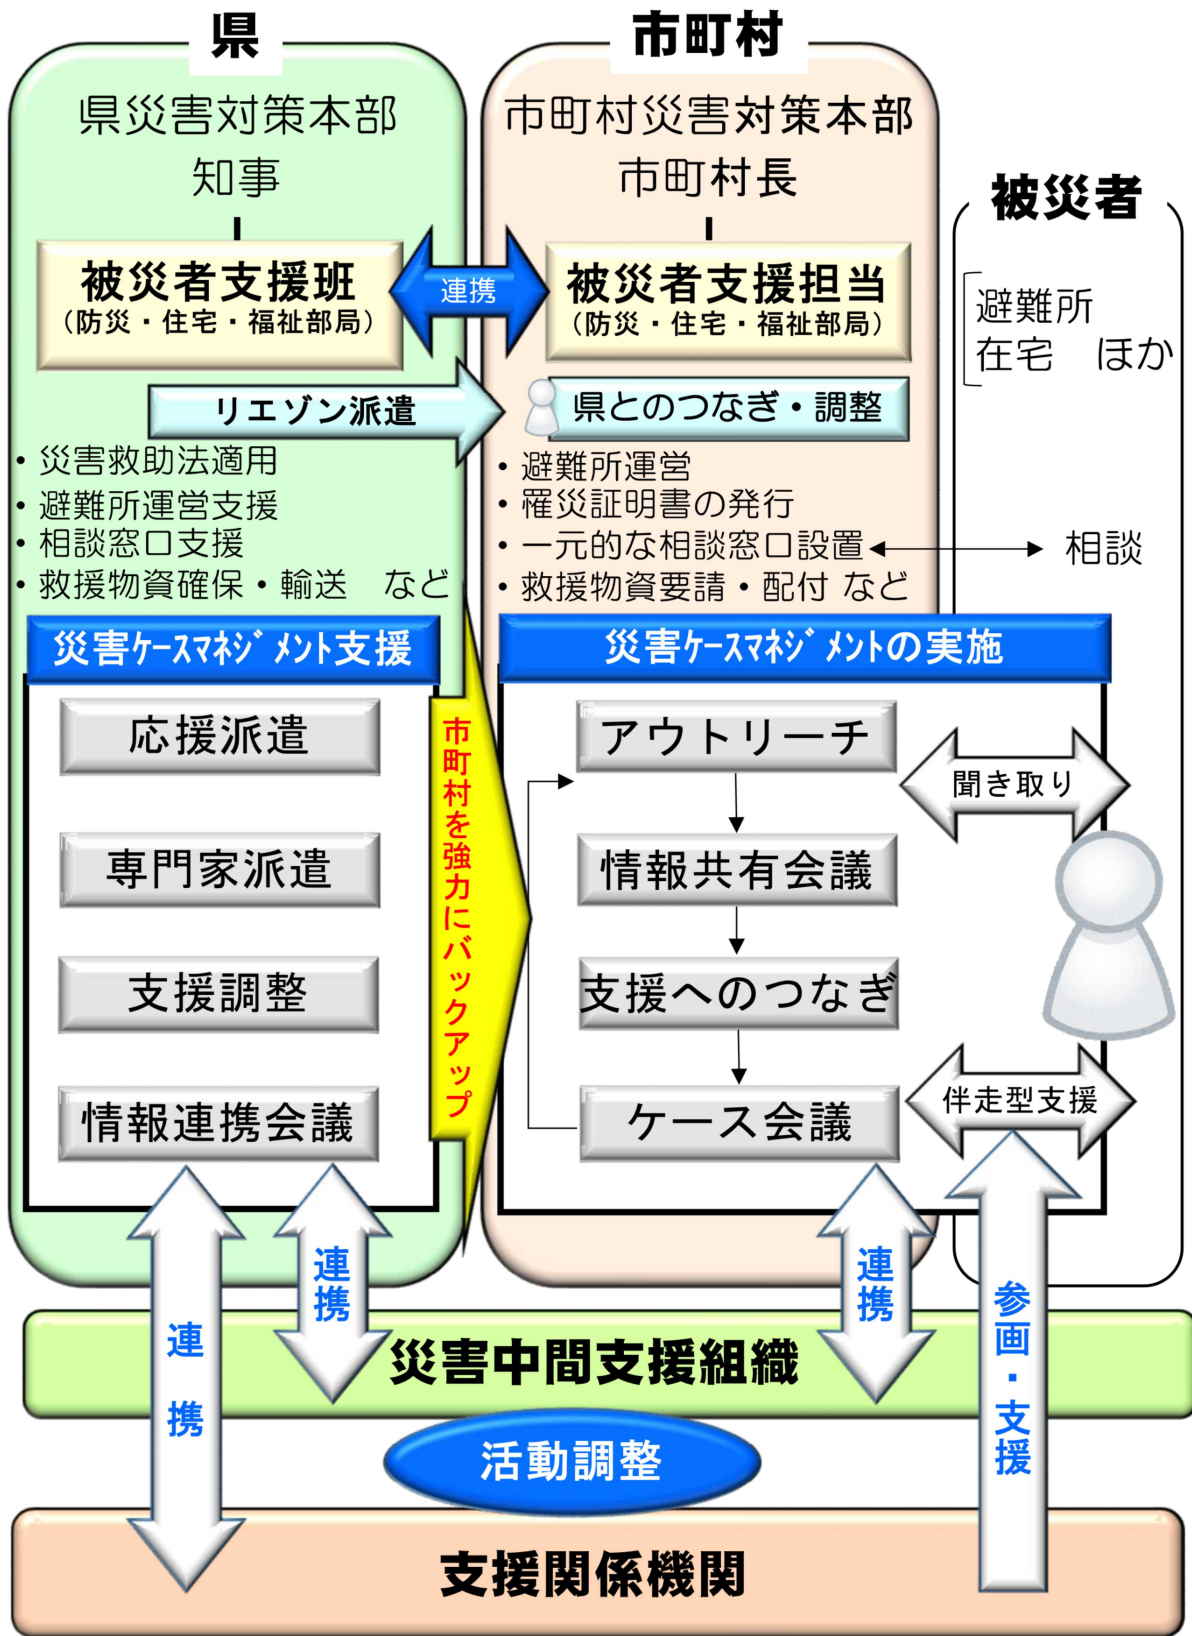 県
県災害対策本部
知事
被災者支援班
（防災・住宅・福祉部局）
連携
リエゾン派遣
・災害救助法適用
・避難所運営支援
・相談窓口支援
・救援物資確保・輸送　など
災害ケースマネジメント支援
応援派遣
専門家派遣
支援調整
情報連携会議
市町村を強力にバックアップ
市町村
市町村災害対策本部
市町村長
被災者支援担当
（防災・住宅・福祉部局）
県とのつなぎ・調整
・避難所運営
・罹災証明書の発行
・一元的な相談窓口設置
・救援物資要請・配付 など
災害ケースマネジメントの実施
アウトリーチ
情報共有会議
支援へのつなぎ
ケース会議
被災者
避難所
在宅　ほか
相談
聞き取り
伴走型支援
連携
連携
連携
参画・支援
災害中間支援組織
活動調整
支援関係機関